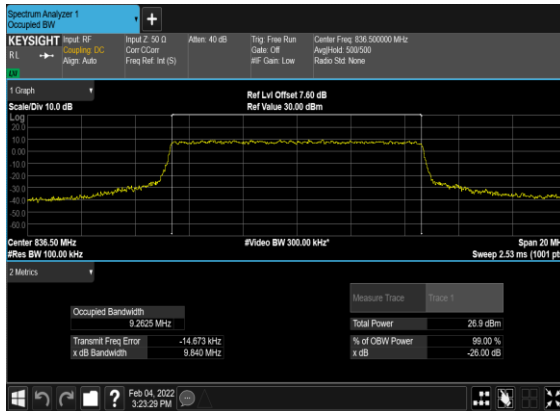 Spectrum Analyzer 1
Occupied BW
KEYSIGHT
Input: RF
Input Z: 50 Ω
Atten: 40 dB
Trig: Free Run
Center Freq: 836.500000 MHz
RL
Coupling: DC
Corr CCorr
Gate: Off
Avg|Hold: 500/500
Align: Auto
Freq Ref: Int (S)
#IF Gain: Low
Radio Std: None
1 Graph
Scale/Div 10.0 dB
Ref Lvl Offset 7.60 dB
Ref Value 30.00 dBm
Log
20.0
10.0
0.00
-10.0
-20.0
-30.0
-40.0
-50.0
-60.0
Center 836.50 MHz
#Video BW 300.00 kHz*
Span 20 MH
#Res BW 100.00 kHz
Sweep 2.53 ms (1001 pt
2 Metrics
Measure Trace
Trace 1
Occupied Bandwidth
9.2625 MHz
Total Power
26.9 dBm
Transmit Freq Error
-14.673 kHz
% of OBW Power
99.00 %
x dB Bandwidth
9.840 MHz
x dB
-26.00 dB
Feb 04, 2022
3:23:29 PM